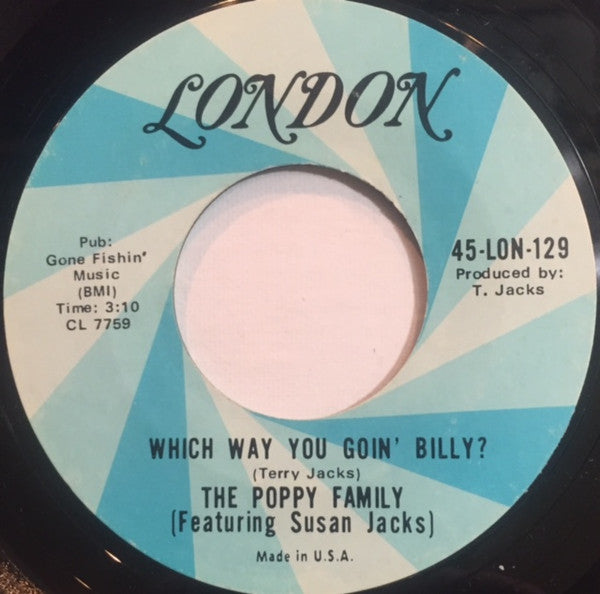 LONDON
Pub:
Gone Fishin'
Music
(BMI)
Time: 3:10
CL 7759
45-LON-129
Produced by:
T. Jacks
WHICH WAY YOU GOIN' BILLY?
(Terry Jacks)
THE POPPY FAMILY
(Featuring Susan Jacks)
Made in U.S.A.